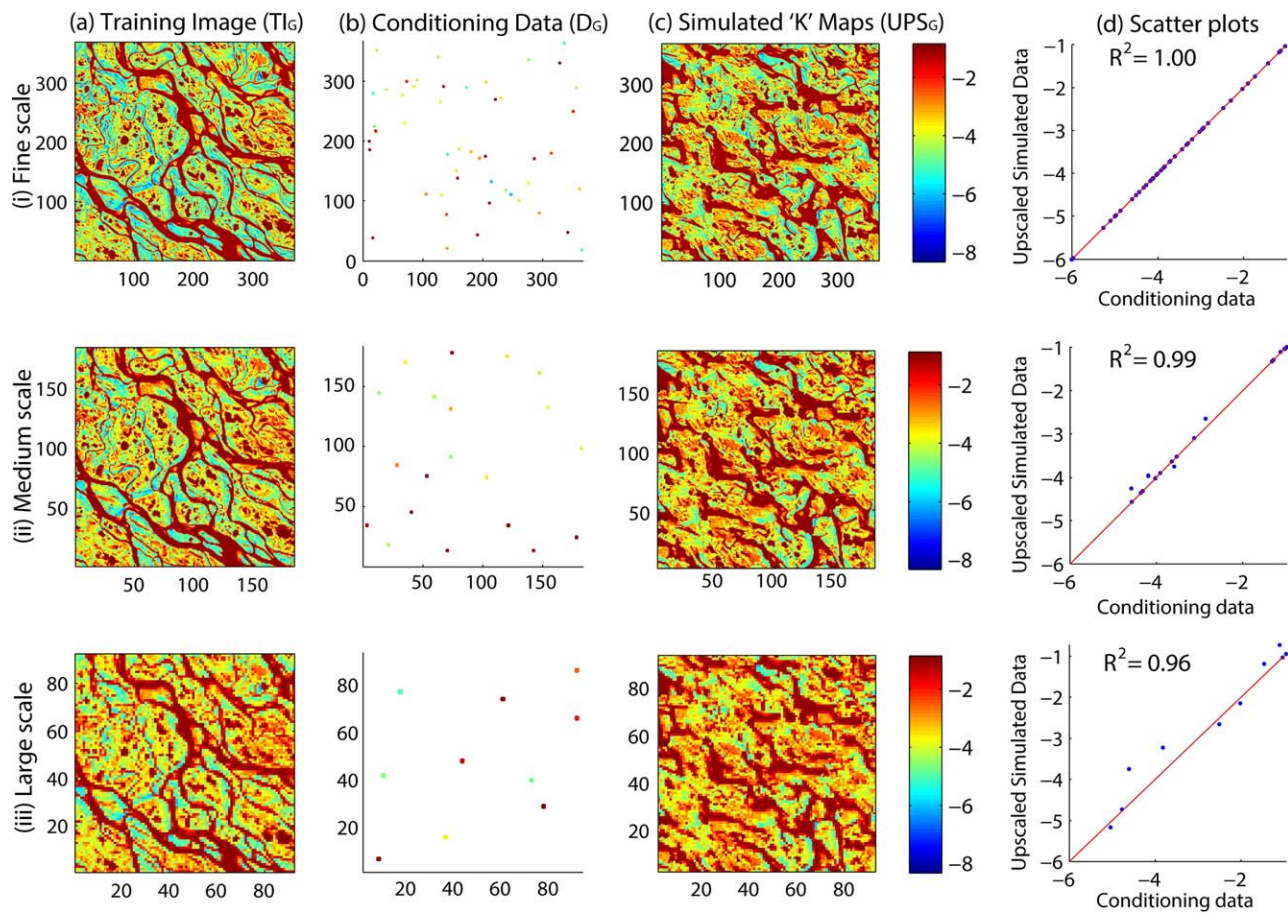 (a) Training Image (TIG) (b) Conditioning Data (DG) (c) Simulated 'K' Maps (UPSG) (d) Scatter plots
(i) Fine scale
300
200
100
100 200 300
300
200
100
0
0 100 200 300
300
200
100
100 200 300
−2
−4
−6
−8
Upscaled Simulated Data
R2 = 1.00
−1
−2
−3
−4
−5
−6
−6 −4 −2
Conditioning data
(ii) Medium scale
150
100
50
50 100 150
150
100
50
50 100 150
150
100
50
50 100 150
−2
−4
−6
−8
Upscaled Simulated Data
R2 = 0.99
−1
−2
−3
−4
−5
−6
−6 −4 −2
Conditioning data
(iii) Large scale
80
60
40
20
20 40 60 80
80
60
40
20
20 40 60 80
80
60
40
20
20 40 60 80
−2
−4
−6
−8
Upscaled Simulated Data
R2 = 0.96
−1
−2
−3
−4
−5
−6
−6 −4 −2
Conditioning data